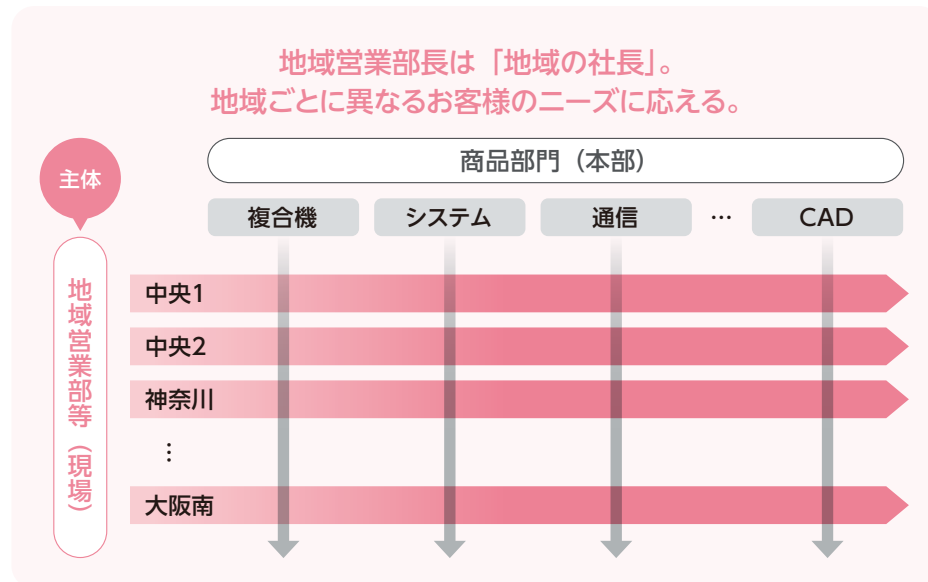 地域営業部長は「地域の社長」。
地域ごとに異なるお客様のニーズに応える。
主体
商品部門（本部）
複合機
システム
通信
…
CAD
地域営業部等（現場）
中央1
中央2
神奈川
⋮
大阪南